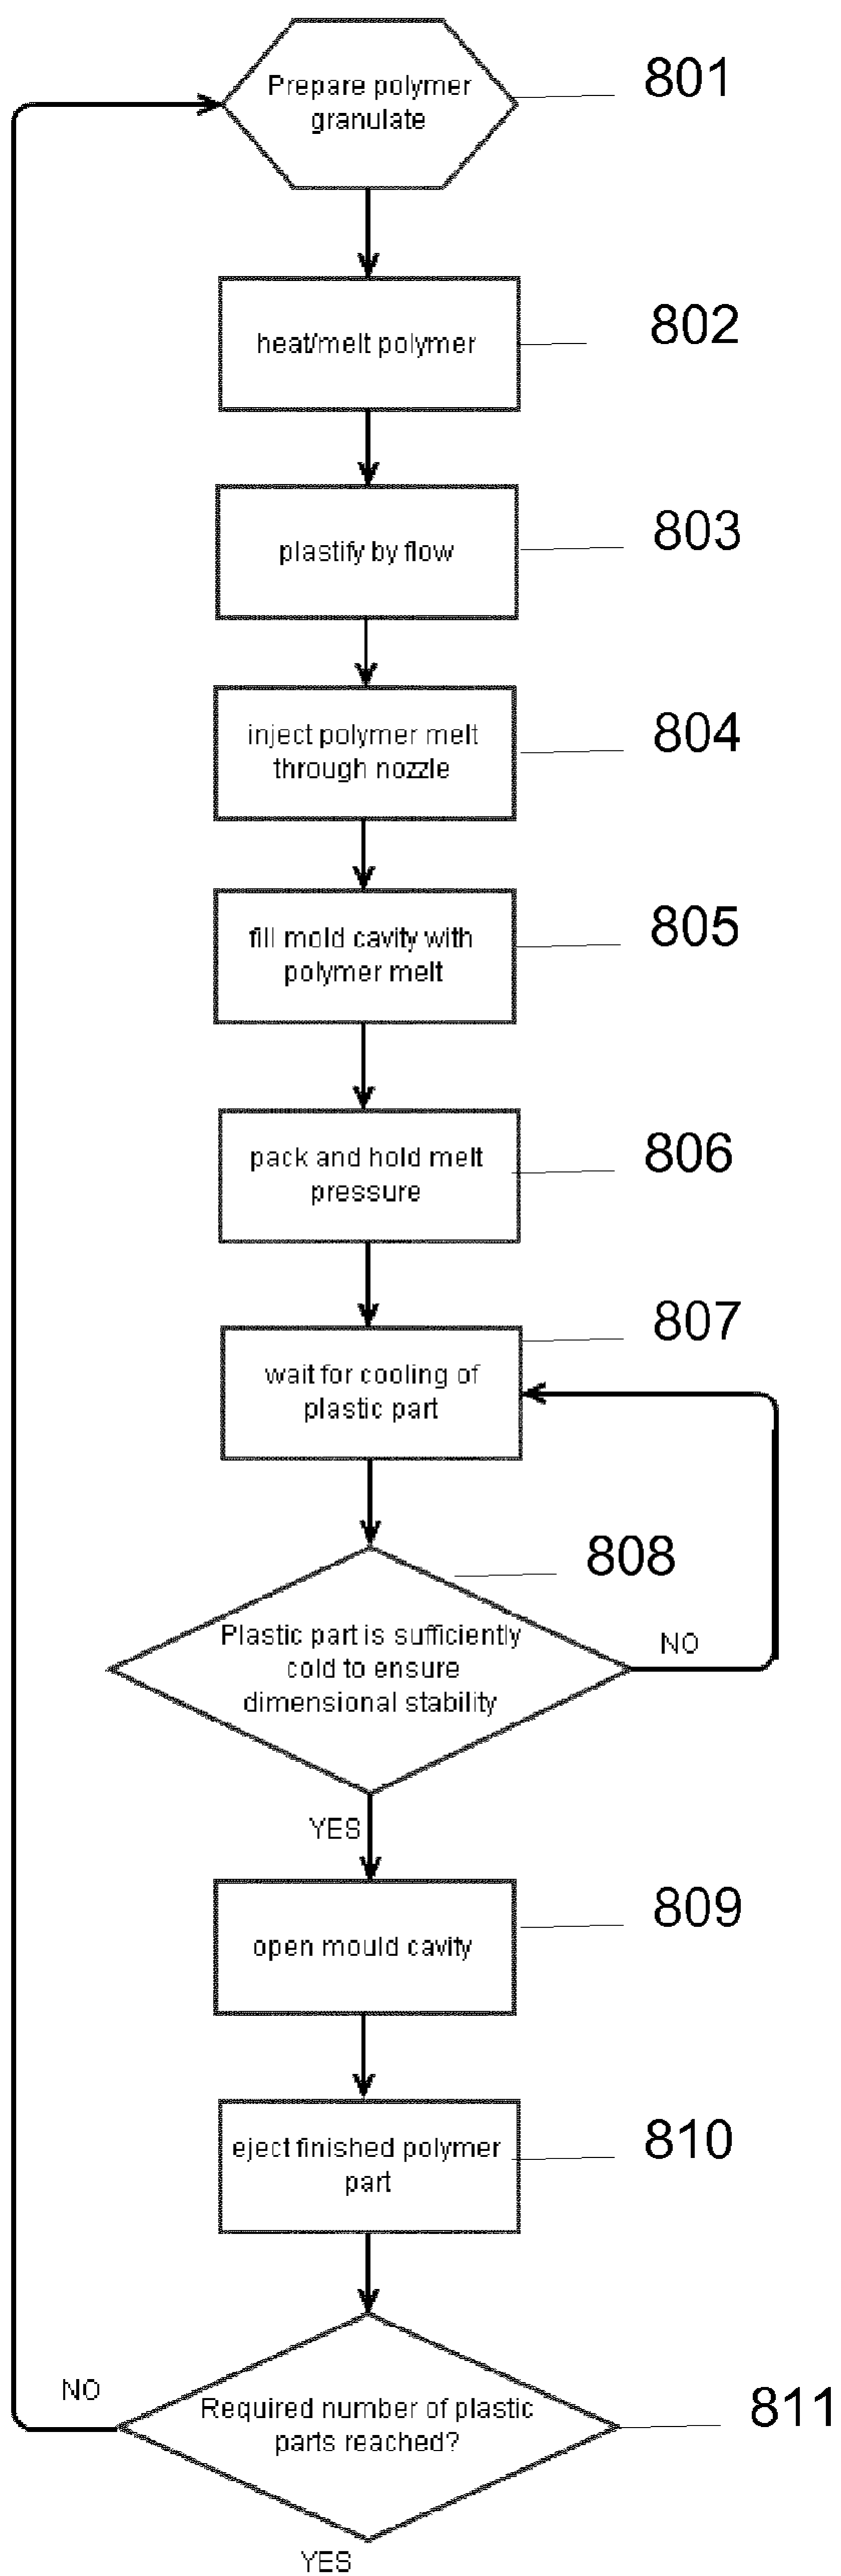 Prepare polymer
granulate
801
heat/melt polymer
802
plastify by flow
803
inject polymer melt
through nozzle
804
fill mold cavity with
polymer melt
805
pack and hold melt
pressure
806
wait for cooling of
plastic part
807
Plastic part is sufficiently
cold to ensure
dimensional stability
808
NO
YES
open mould cavity
809
eject finished polymer
part
810
Required number of plastic
parts reached?
811
NO
YES